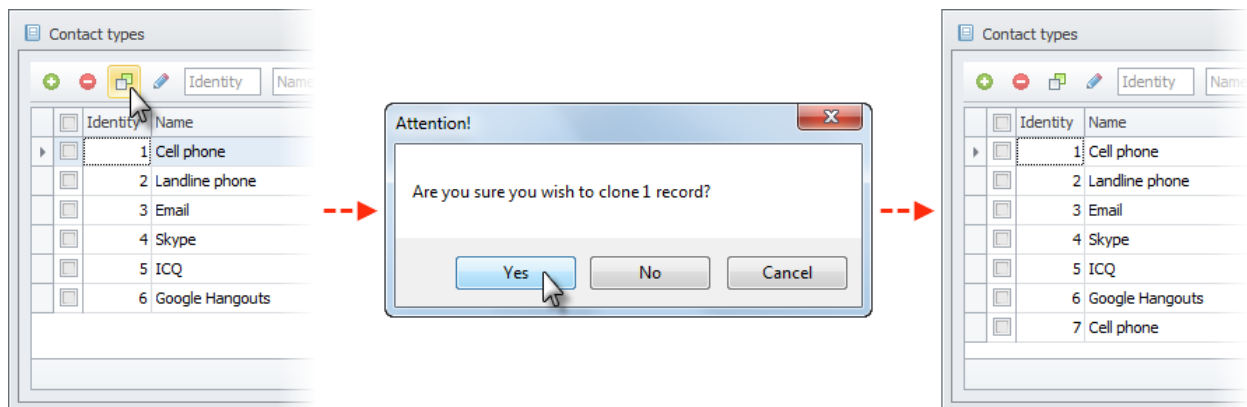 Contact types
Identity Name
Identity Name
1 Cell phone
2 Landline phone
3 Email
4 Skype
5 ICQ
6 Google Hangouts
Attention!
Are you sure you wish to clone 1 record?
Yes No Cancel
Contact types
Identity Name
Identity Name
1 Cell phone
2 Landline phone
3 Email
4 Skype
5 ICQ
6 Google Hangouts
7 Cell phone